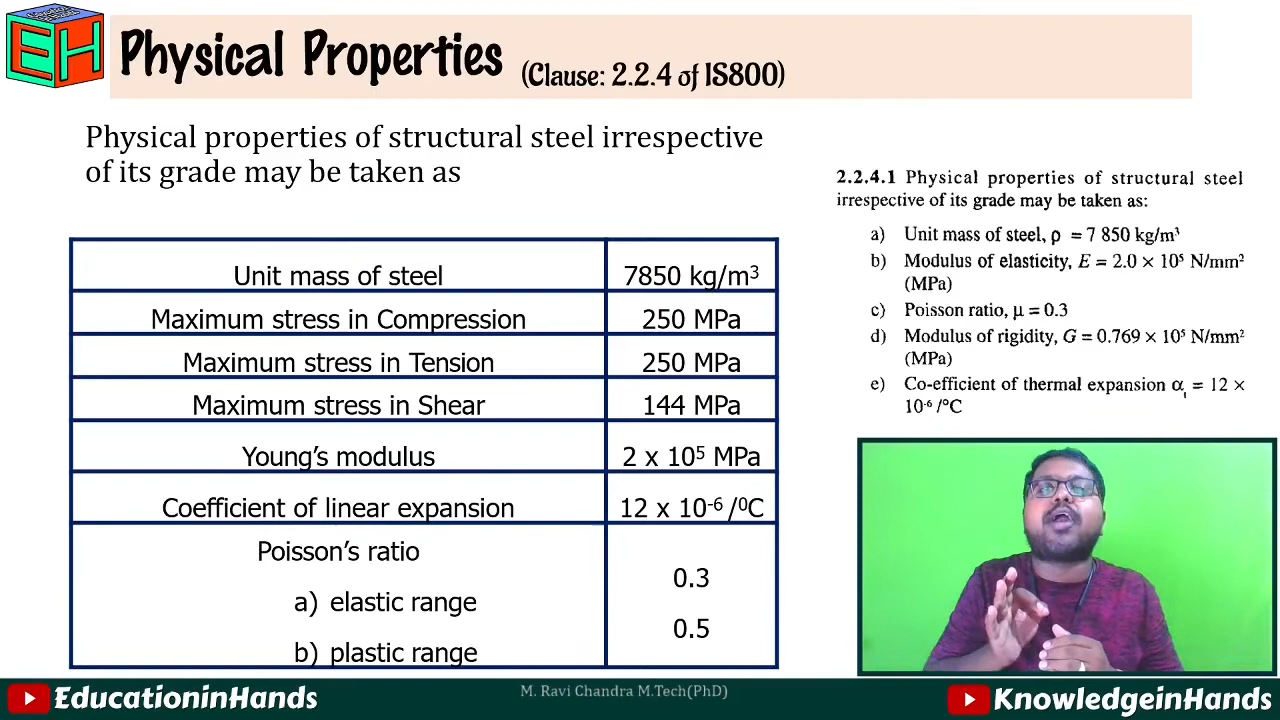 EH
Physical Properties (Clause: 2.2.4 of IS800)
Physical properties of structural steel irrespective
of its grade may be taken as
Unit mass of steel 7850 kg/m³
Maximum stress in Compression 250 MPa
Maximum stress in Tension 250 MPa
Maximum stress in Shear 144 MPa
Young's modulus 2 x 10⁵ MPa
Coefficient of linear expansion 12 x 10⁻⁶ /⁰C
Poisson's ratio
a) elastic range 0.3
b) plastic range 0.5
2.2.4.1 Physical properties of structural steel
irrespective of its grade may be taken as:
a) Unit mass of steel, ρ = 7 850 kg/m³
b) Modulus of elasticity, E = 2.0 × 10⁵ N/mm²
(MPa)
c) Poisson ratio, μ = 0.3
d) Modulus of rigidity, G = 0.769 × 10⁵ N/mm²
(MPa)
e) Co-efficient of thermal expansion αₜ = 12 ×
10⁻⁶ /°C
EducationinHands
M. Ravi Chandra M.Tech(PhD)
KnowledgeinHands